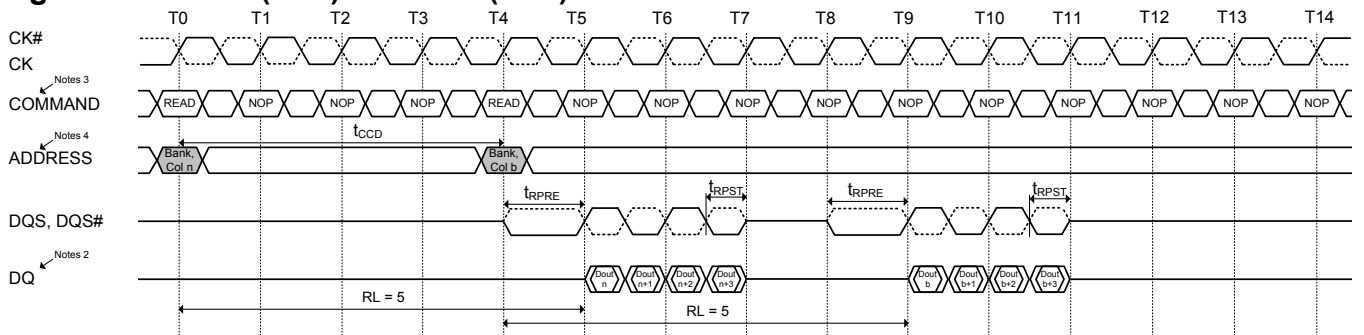 T0 T1 T2 T3 T4 T5 T6 T7 T8 T9 T10 T11 T12 T13 T14
CK#
CK
Notes 3
COMMAND READ NOP NOP NOP READ NOP NOP NOP NOP NOP NOP NOP NOP NOP NOP
Notes 4
tCCD
ADDRESS Bank, Col n Bank, Col b
tRPRE tRPST tRPRE tRPST
DQS, DQS#
Notes 2
DQ Dout n Dout n+1 Dout n+2 Dout n+3 Dout b Dout b+1 Dout b+2 Dout b+3
RL = 5
RL = 5